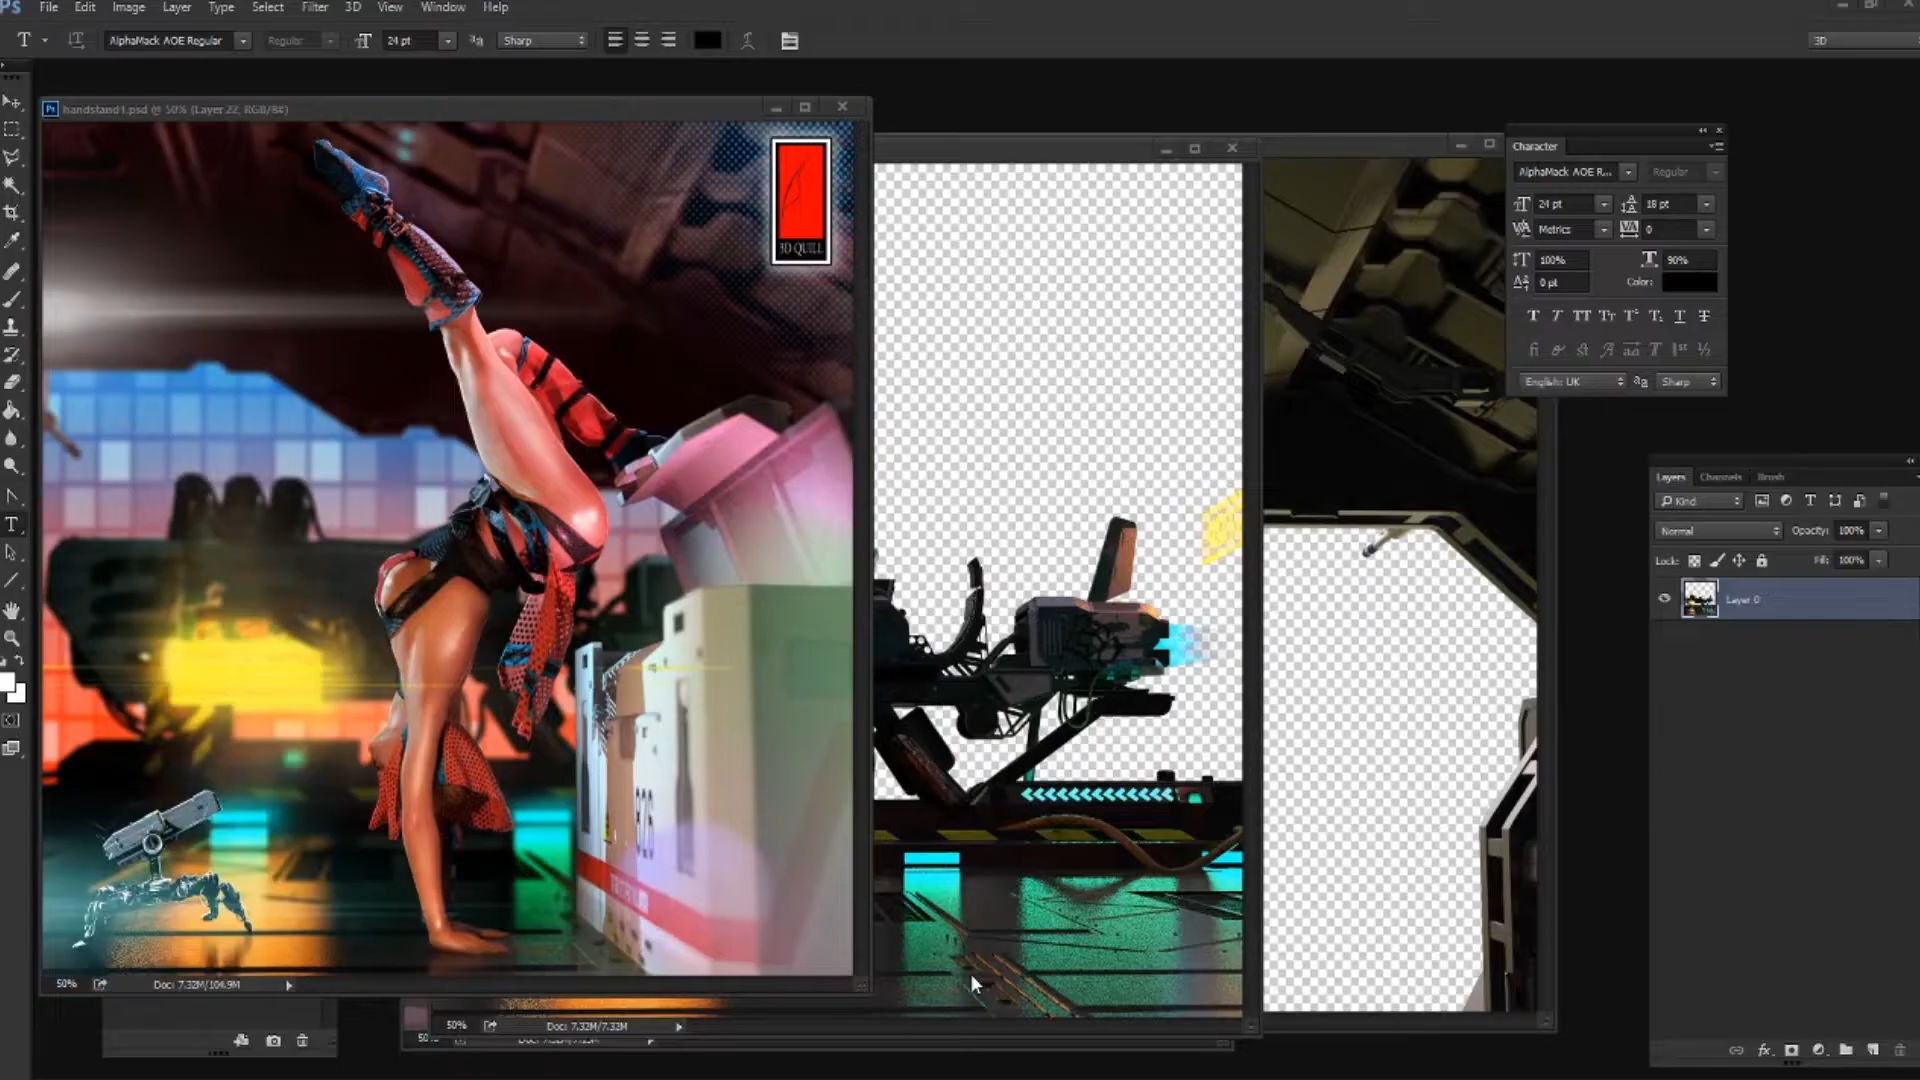 Ps File Edit Image Layer Type Select Filter 3D View Window Help
T AlphaMack AOE Regular Regular 24 pt Sharp 3D
Ps handstand1.psd @ 50% (Layer 22, RGB/8#)
3D QUILL
826
50% Doc: 7.32M/104.9M
50% Doc: 7.32M/7.32M
Character
AlphaMack AOE R... Regular
24 pt 18 pt
Metrics 0
100% 90%
0 pt Color:
English: UK Sharp
Layers Channels Brush
Kind
Normal Opacity: 100%
Lock: Fill: 100%
Layer 0